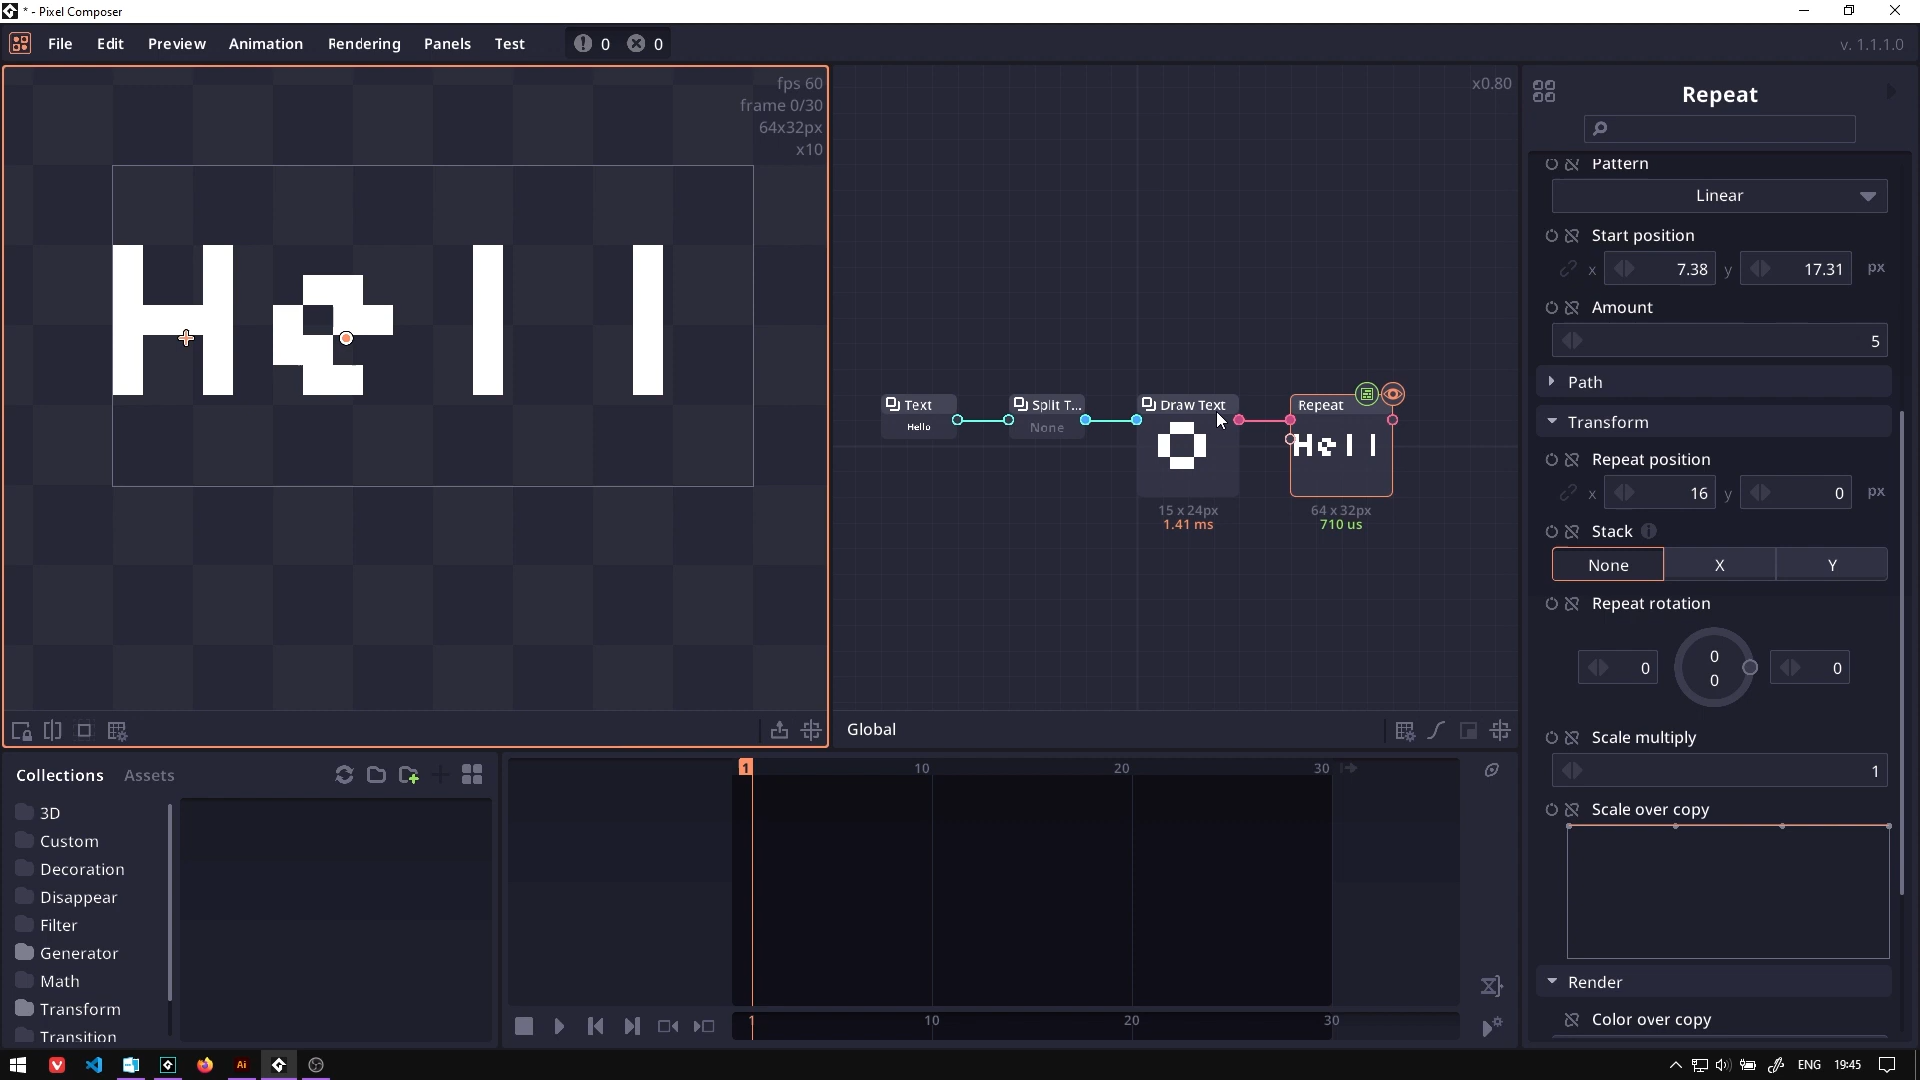 * - Pixel Composer
File Edit Preview Animation Rendering Panels Test 0 0
v. 1.1.1.0
fps 60
frame 0/30
64x32px
x10
Hell
x0.80
Text
Hello
Split T...
None
Draw Text
O
15 x 24px
1.41 ms
Repeat
Hell
64 x 32px
710 us
Global
Repeat
Pattern
Linear
Start position
x 7.38 y 17.31 px
Amount
5
Path
Transform
Repeat position
x 16 y 0 px
Stack
None X Y
Repeat rotation
0 0 0 0
Scale multiply
1
Scale over copy
Render
Color over copy
Collections Assets
3D
Custom
Decoration
Disappear
Filter
Generator
Math
Transform
Transition
1 10 20 30
1 10 20 30
Ai
ENG 19:45